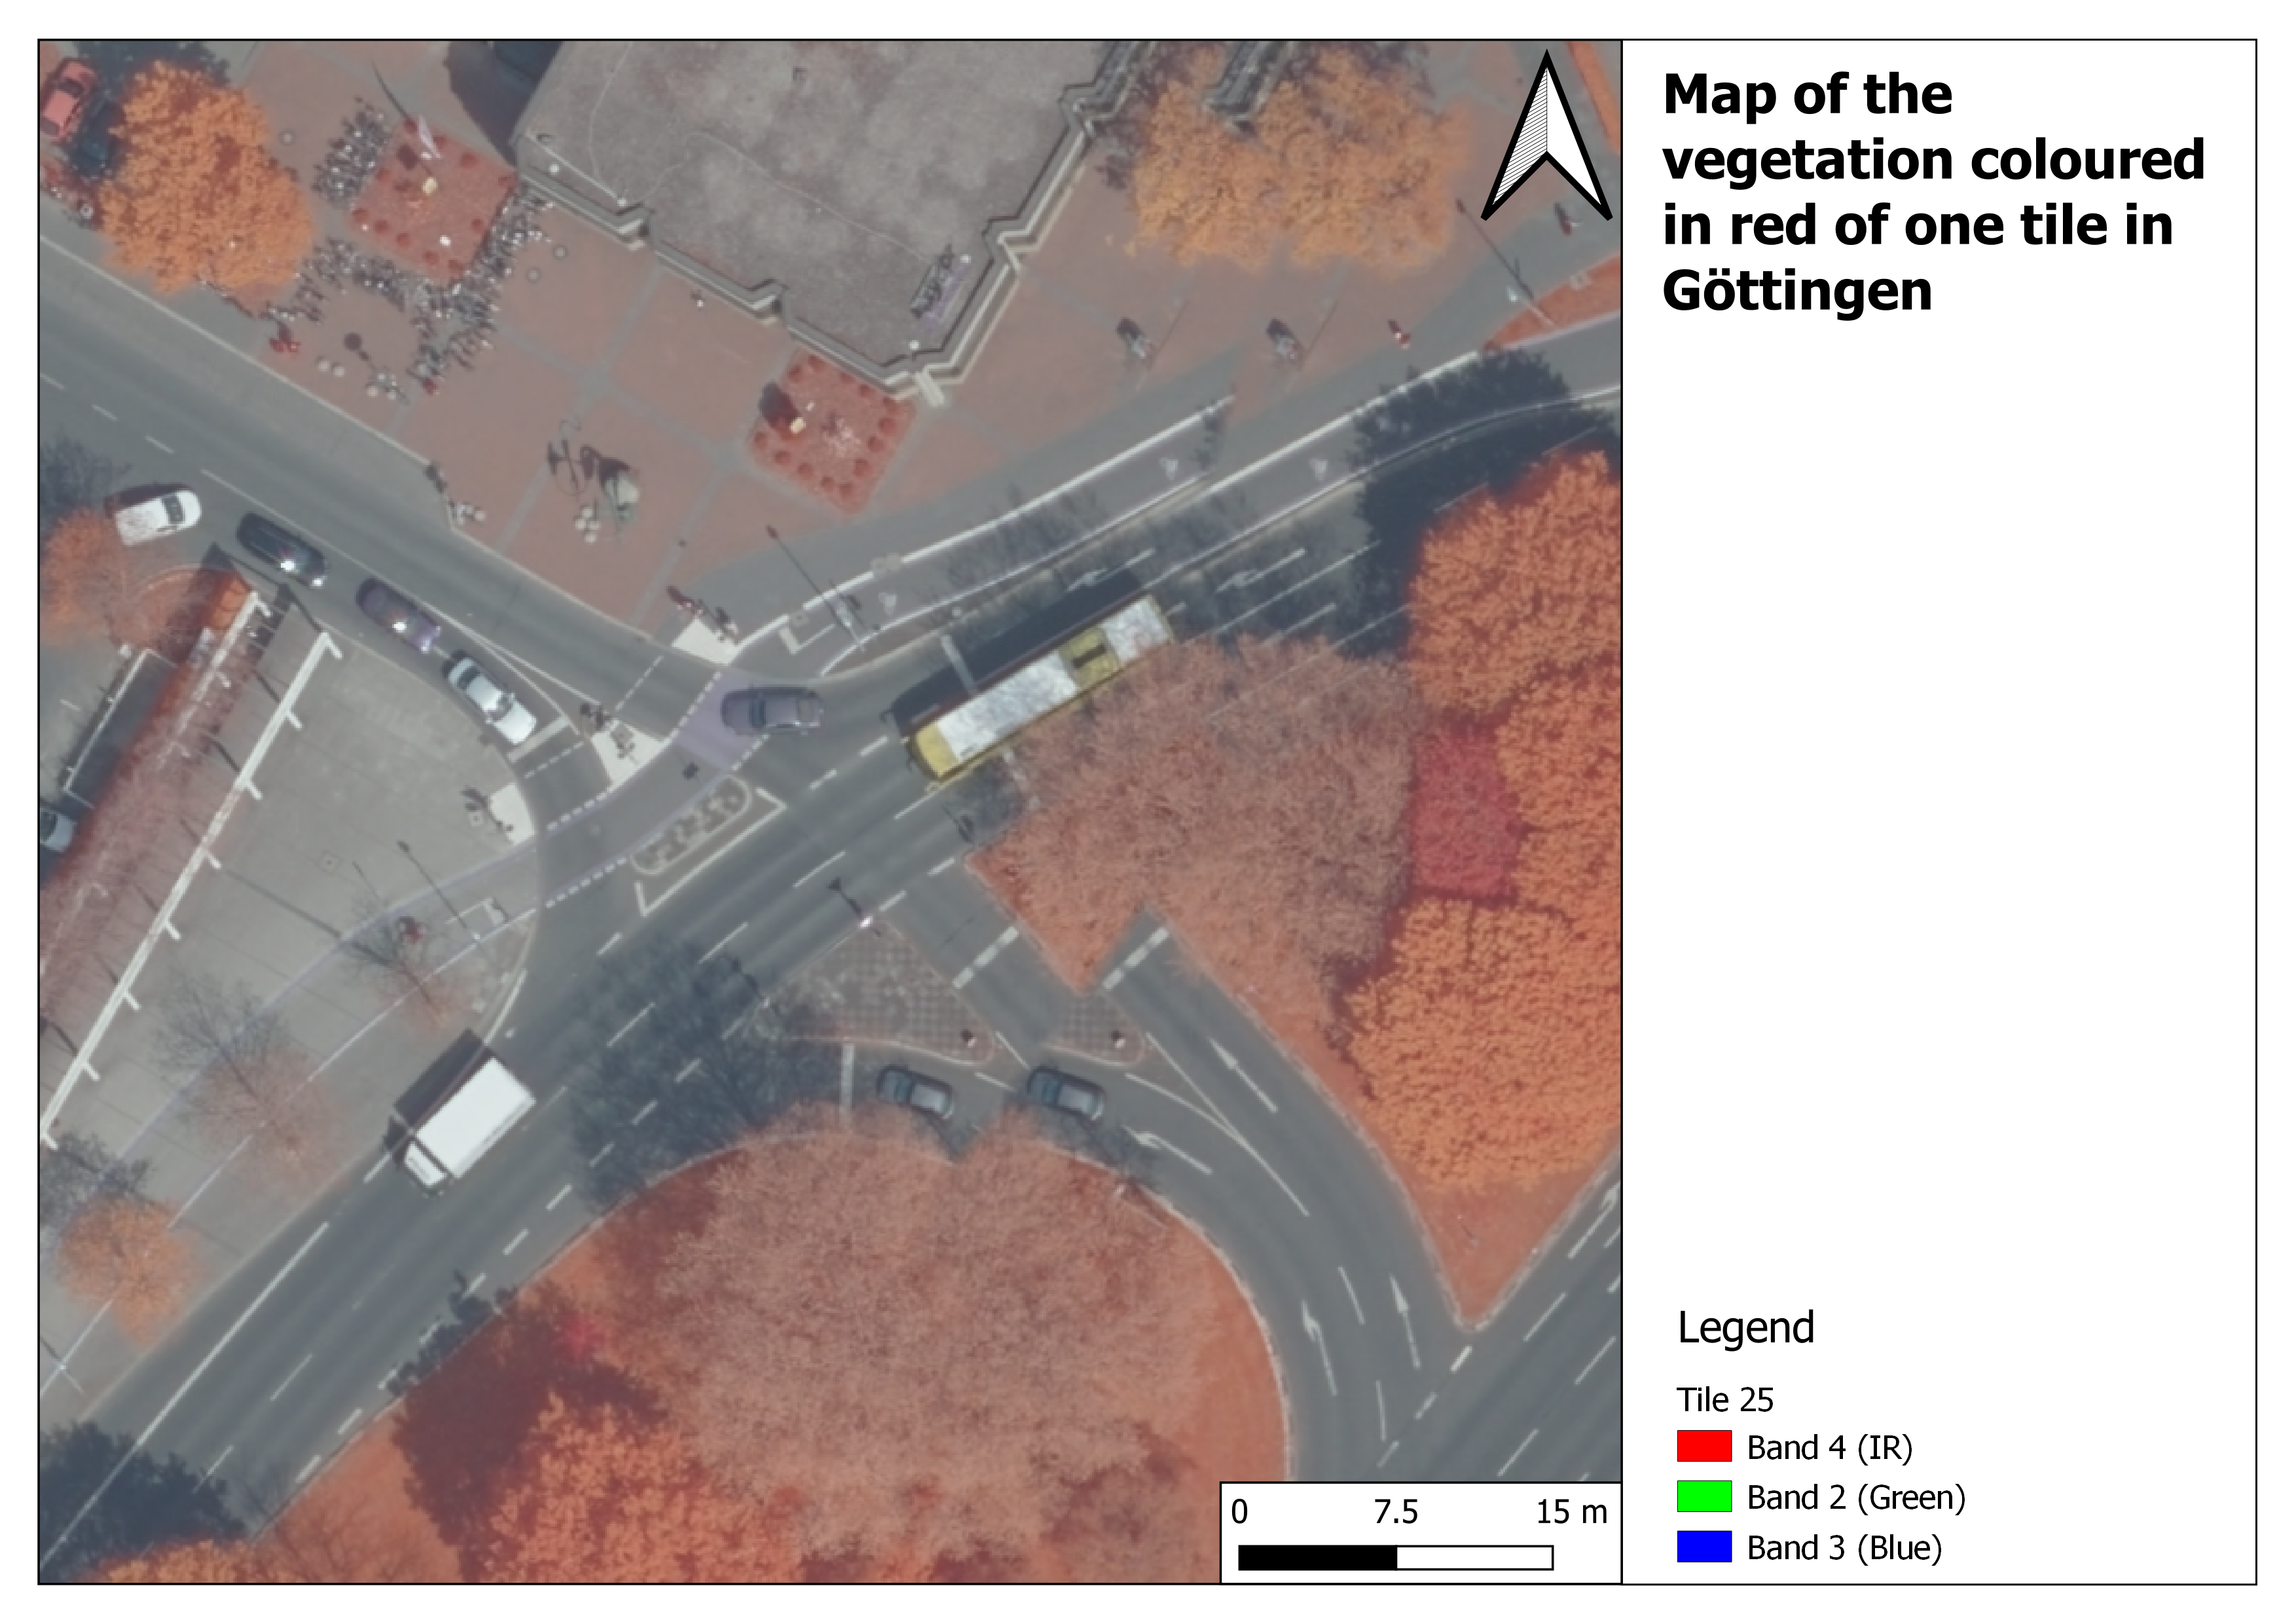 Map of the
vegetation coloured
in red of one tile in
Göttingen
Legend
Tile 25
Band 4 (IR)
Band 2 (Green)
Band 3 (Blue)
0 7.5 15 m